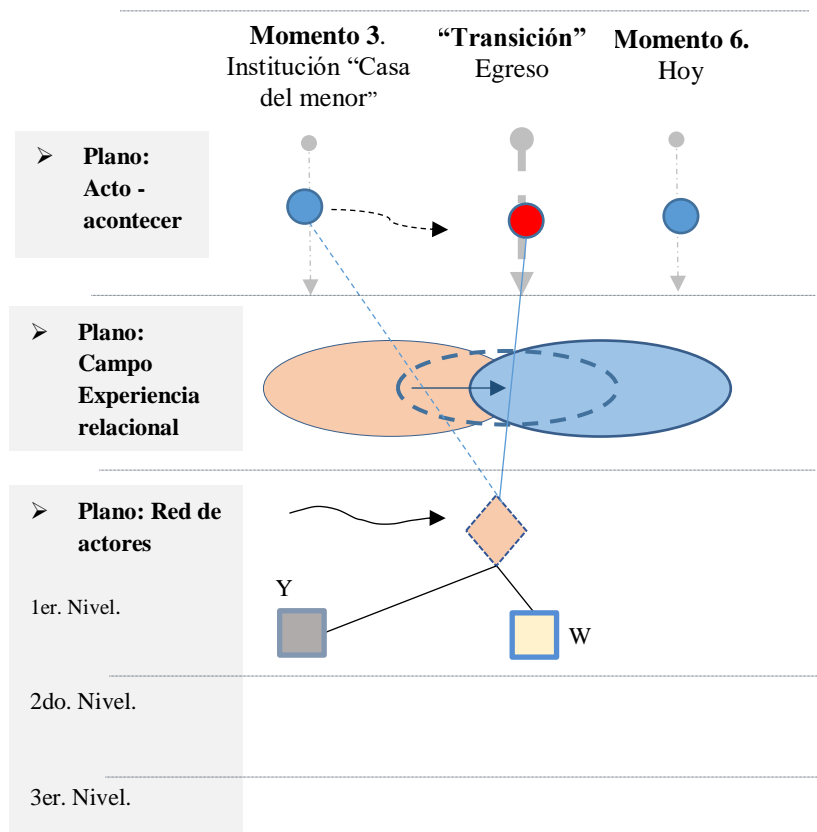 Momento 3.
Institución “Casa
del menor”
“Transición”
Egreso
Momento 6.
Hoy
➢ Plano:
Acto -
acontecer
➢ Plano:
Campo
Experiencia
relacional
➢ Plano: Red de
actores
Y
1er. Nivel.
W
2do. Nivel.
3er. Nivel.